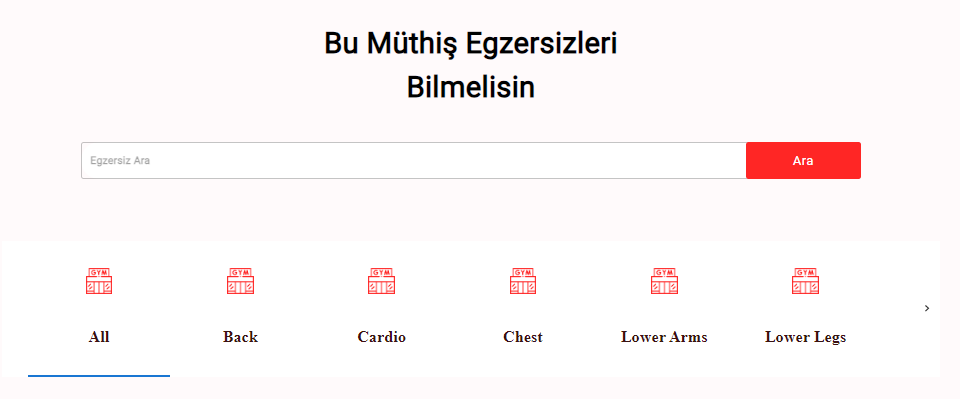 Bu Müthiş Egzersizleri
Bilmelisin
Egzersiz Ara
Ara
GYM GYM GYM GYM GYM GYM
All Back Cardio Chest Lower Arms Lower Legs